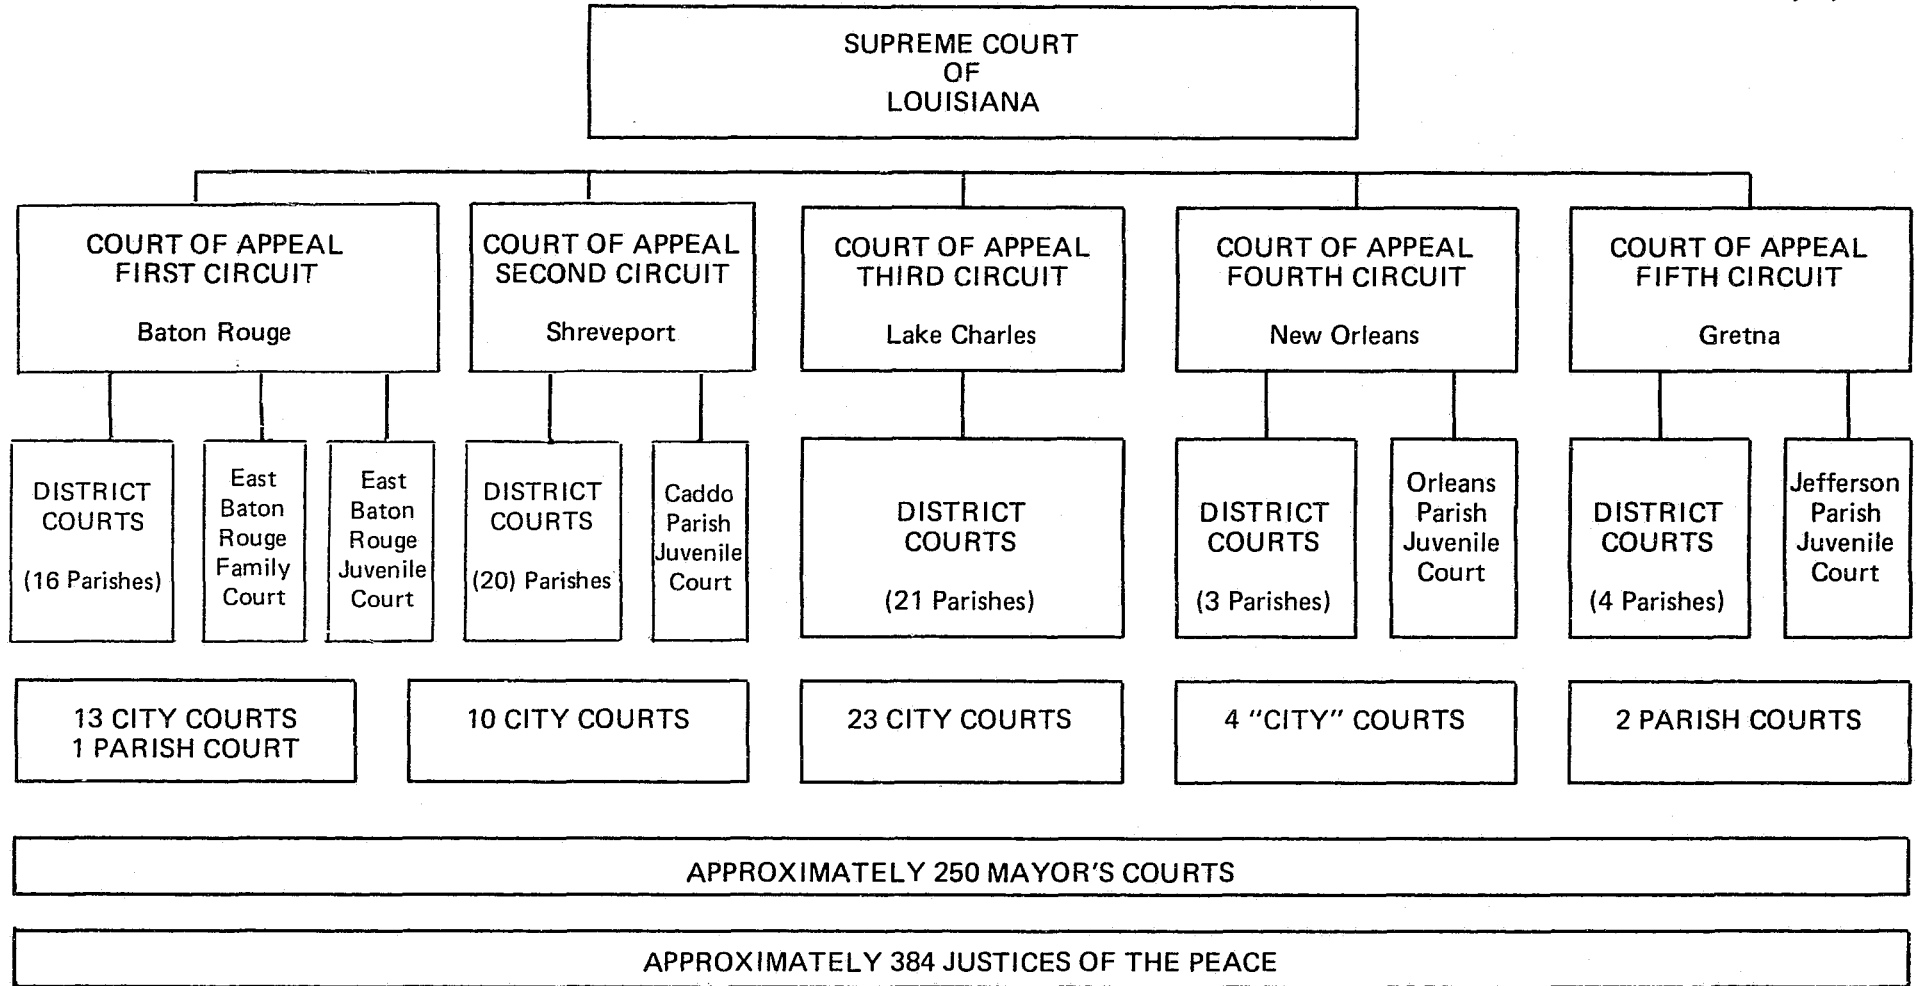 SUPREME COURT
OF
LOUISIANA
COURT OF APPEAL
FIRST CIRCUIT
Baton Rouge
COURT OF APPEAL
SECOND CIRCUIT
Shreveport
COURT OF APPEAL
THIRD CIRCUIT
Lake Charles
COURT OF APPEAL
FOURTH CIRCUIT
New Orleans
COURT OF APPEAL
FIFTH CIRCUIT
Gretna
DISTRICT
COURTS
(16 Parishes)
East
Baton
Rouge
Family
Court
East
Baton
Rouge
Juvenile
Court
DISTRICT
COURTS
(20) Parishes
Caddo
Parish
Juvenile
Court
DISTRICT
COURTS
(21 Parishes)
DISTRICT
COURTS
(3 Parishes)
Orleans
Parish
Juvenile
Court
DISTRICT
COURTS
(4 Parishes)
Jefferson
Parish
Juvenile
Court
13 CITY COURTS
1 PARISH COURT
10 CITY COURTS
23 CITY COURTS
4 "CITY" COURTS
2 PARISH COURTS
APPROXIMATELY 250 MAYOR'S COURTS
APPROXIMATELY 384 JUSTICES OF THE PEACE